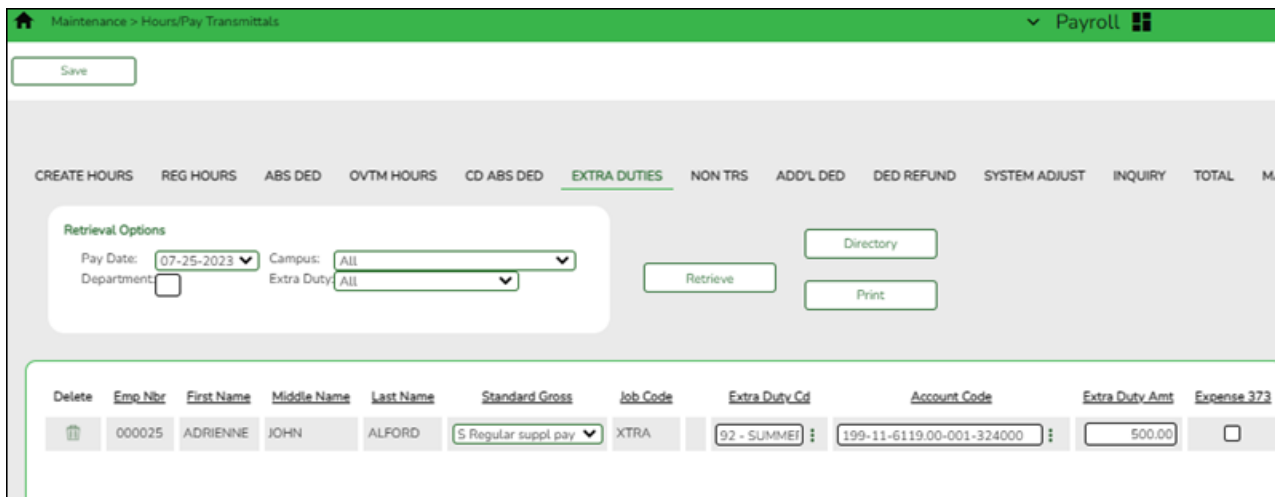 Maintenance > Hours/Pay Transmittals Payroll
Save
CREATE HOURS REG HOURS ABS DED OVTM HOURS CD ABS DED EXTRA DUTIES NON TRS ADD'L DED DED REFUND SYSTEM ADJUST INQUIRY TOTAL
Retrieval Options
Pay Date: 07-25-2023 Campus: All
Department: Extra Duty: All
Retrieve
Directory
Print
Delete Emp Nbr First Name Middle Name Last Name Standard Gross Job Code Extra Duty Cd Account Code Extra Duty Amt Expense 373
000025 ADRIENNE JOHN ALFORD S Regular suppl pay XTRA 92 - SUMMER 199-11-6119.00-001-324000 500.00